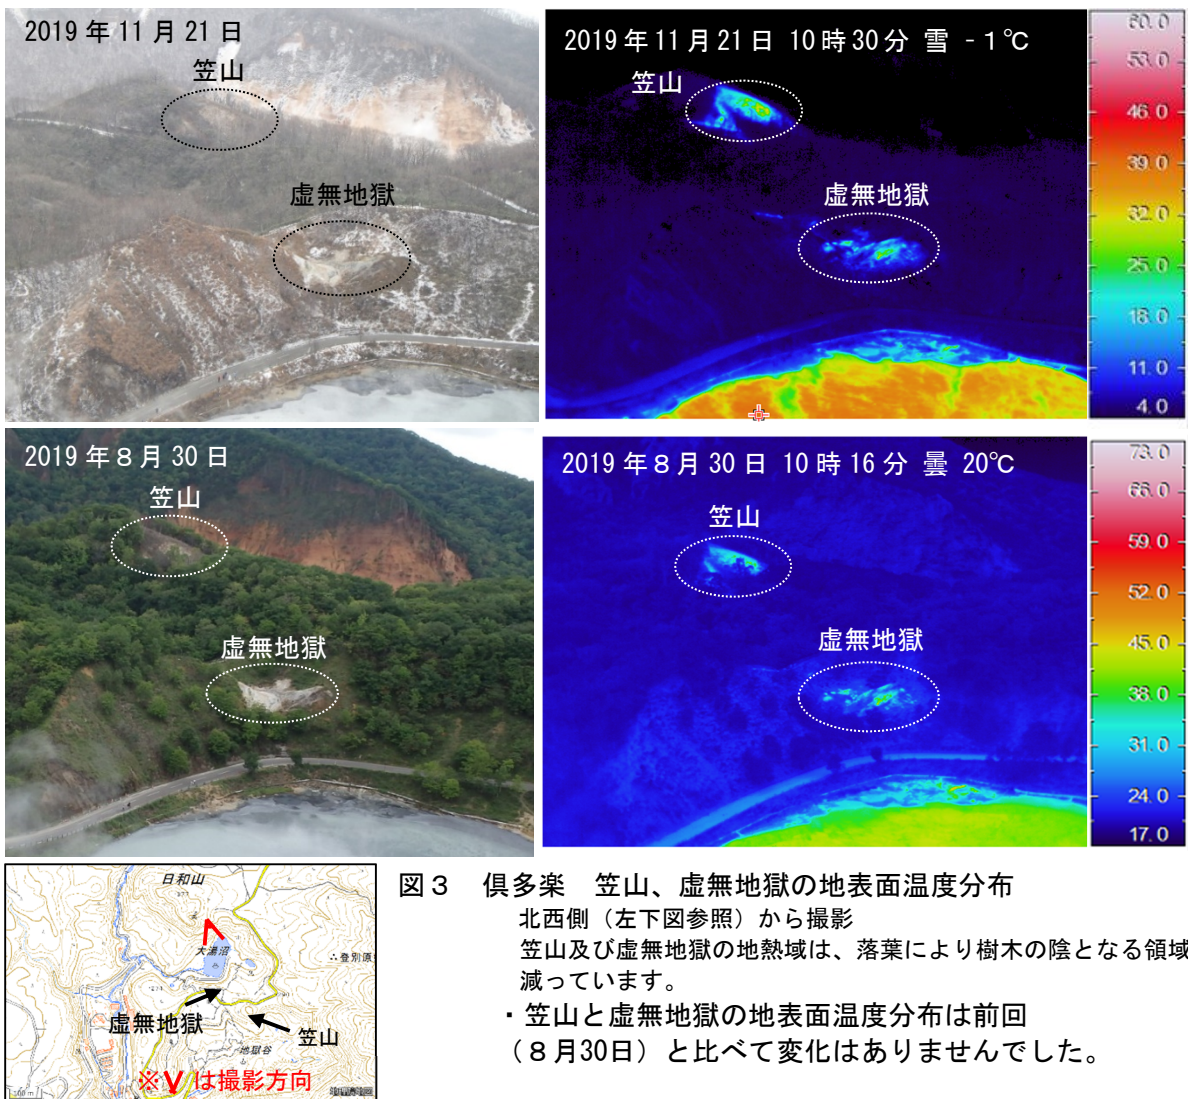 2019年11月21日
笠山
虚無地獄
2019年11月21日 10時30分 雪 -1℃
笠山
虚無地獄
60.0
53.0
46.0
39.0
32.0
25.0
18.0
11.0
4.0
2019年8月30日
笠山
虚無地獄
2019年8月30日 10時16分 曇 20℃
笠山
虚無地獄
73.0
66.0
59.0
52.0
45.0
38.0
31.0
24.0
17.0
日和山
大湯沼
虚無地獄
笠山
地獄谷
※Vは撮影方向
図3 倶多楽 笠山、虚無地獄の地表面温度分布
北西側（左下図参照）から撮影
笠山及び虚無地獄の地熱域は、落葉により樹木の陰となる領域
減っています。
・笠山と虚無地獄の地表面温度分布は前回
（8月30日）と比べて変化はありませんでした。